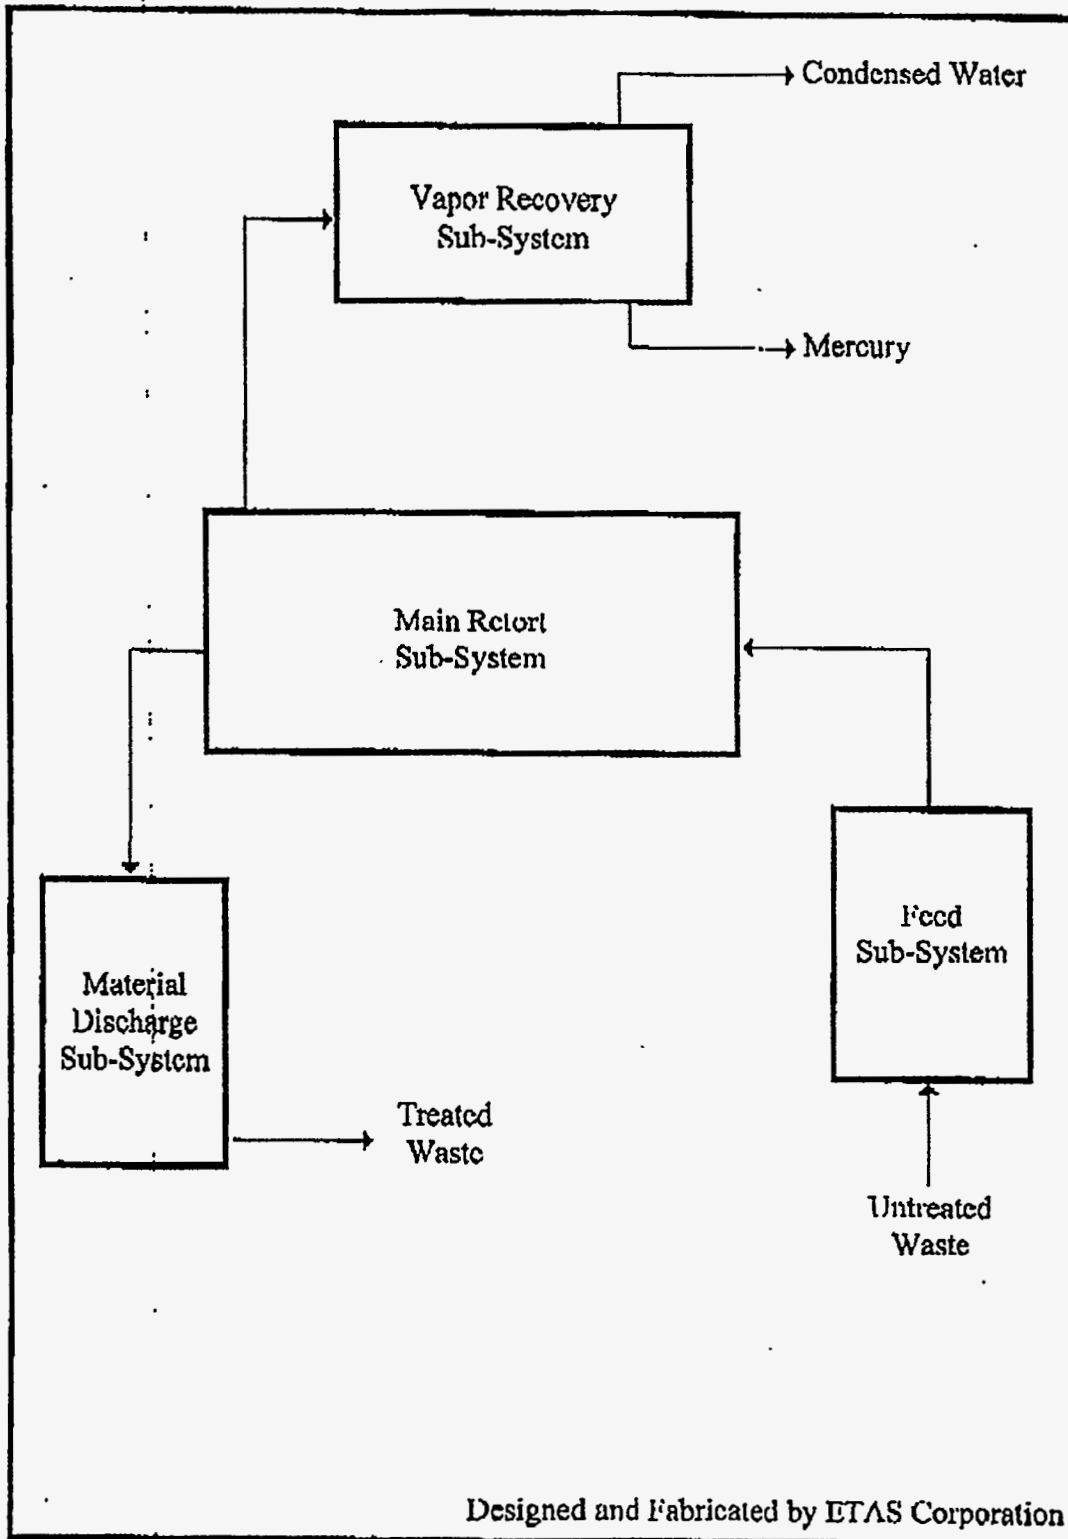 Condensed Water
Vapor Recovery
Sub-System
Mercury
Main Retort
Sub-System
Feed
Sub-System
Material
Discharge
Sub-System
Treated
Waste
Untreated
Waste
Designed and Fabricated by ETAS Corporation